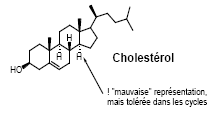 H
Cholestérol
H H
HO
! "mauvaise" représentation,
mais tolérée dans les cycles